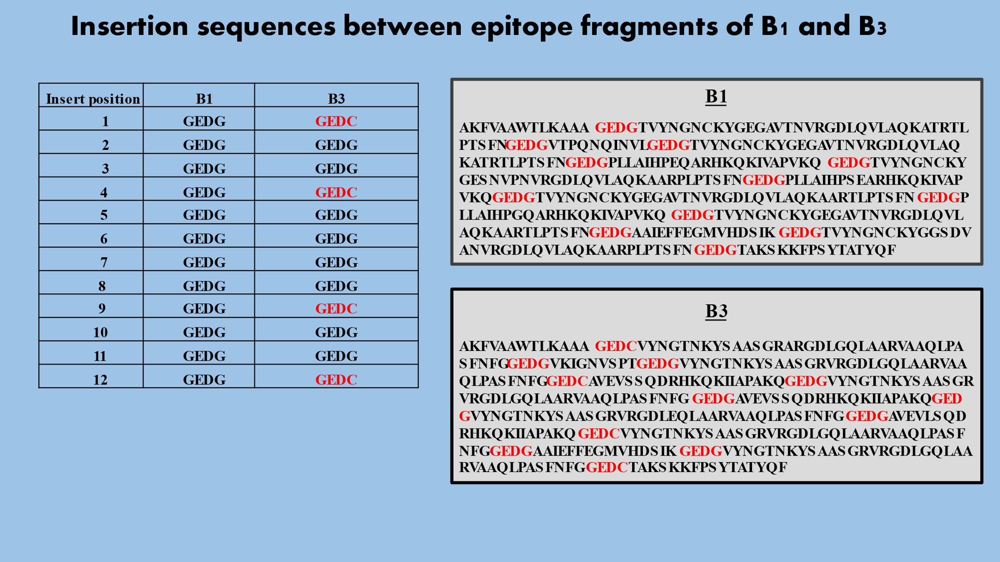 Insertion sequences between epitope fragments of B1 and B3
Insert position B1 B3
1 GEDG GEDC
2 GEDG GEDG
3 GEDG GEDG
4 GEDG GEDC
5 GEDG GEDG
6 GEDG GEDG
7 GEDG GEDG
8 GEDG GEDG
9 GEDG GEDC
10 GEDG GEDG
11 GEDG GEDG
12 GEDG GEDC
B1
AKFVAAWTLKAAA GEDGTVYNGNCKYGEGAVTNVRGDLQVLAQKATRTL
PTSFNGEDGVTPQNQINVLGEDGTVYNGNCKYGEGAVTNVRGDLQVLAQ
KATRTLPTSFNGEDGPLLAIHPEQARHKQKIVAPVKQ GEDGTVYNGNCKY
GESNVPNVRGDLQVLAQKAARPLPTSFNGEDGPLLAIHPSEARHKQKIVAP
VKQGEDGTVYNGNCKYGEGAVTNVRGDLQVLAQKAARTLPTSFN GEDGP
LLAIHPGQARHKQKIVAPVKQ GEDGTVYNGNCKYGEGAVTNVRGDLQVL
AQKAARTLPTSFNGEDGAAIEFFEGMVHDSIK GEDGTVYNGNCKYGGSDV
ANVRGDLQVLAQKAARPLPTSFN GEDGTAKSKKFPSYTATYQF
B3
AKFVAAWTLKAAA GEDCVYNGTNKYSAASGRARGDLGQLAARVAAQLPA
SFNFGGEDGVKIGNVSPTGEDGVYNGTNKYSAASGRVRGDLGQLAARVAA
QLPASFNFGGEDCAVEVSSQDRHKQKIIAPAKQGEDGVYNGTNKYSAASGR
VRGDLGQLAARVAAQLPASFNFG GEDGAVEVSSQDRHKQKIIAPAKQGED
GVYNGTNKYSAASGRVRGDLEQLAARVAAQLPASFNFG GEDGAVEVLSQD
RHKQKIIAPAKQ GEDCVYNGTNKYSAASGRVRGDLGQLAARVAAQLPASF
NFGGEDGAAIEFFEGMVHDSIK GEDGVYNGTNKYSAASGRVRGDLGQLAA
RVAAQLPASFNFGGEDCTAKSKKFPSYTATYQF